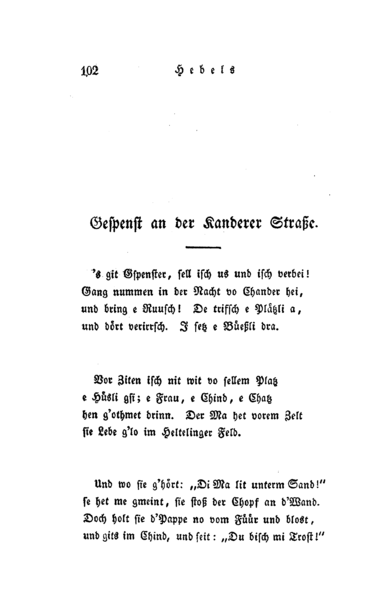 102 Hebels
Gespenst an der Kanderer Straße.
's git Gspenster, sell isch us und isch verbei!
Gang nummen in der Nacht vo Chander hei,
und bring e Ruusch! De trifsch e Plätzli a,
und dört verirrsch. I setz e Büeßli dra.
Vor Ziten isch nit wit vo sellem Platz
e Hüsli gsi; e Frau, e Chind, e Chatz
hen g'othmet drinn. Der Ma het vorem Zelt
sie Lebe g'lo im Heltelinger Feld.
Und wo sie g'hört: „Di Ma lit unterm Sand!“
se het me gmeint, sie stoß der Chopf an d'Wand.
Doch holt sie d'Pappe no vom Füür und blost,
und gits im Chind, und seit: „Du bisch mi Trost!“